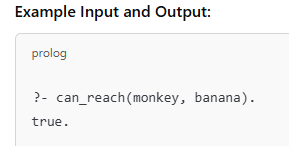 Example Input and Output:
prolog
?- can_reach(monkey, banana).
true.